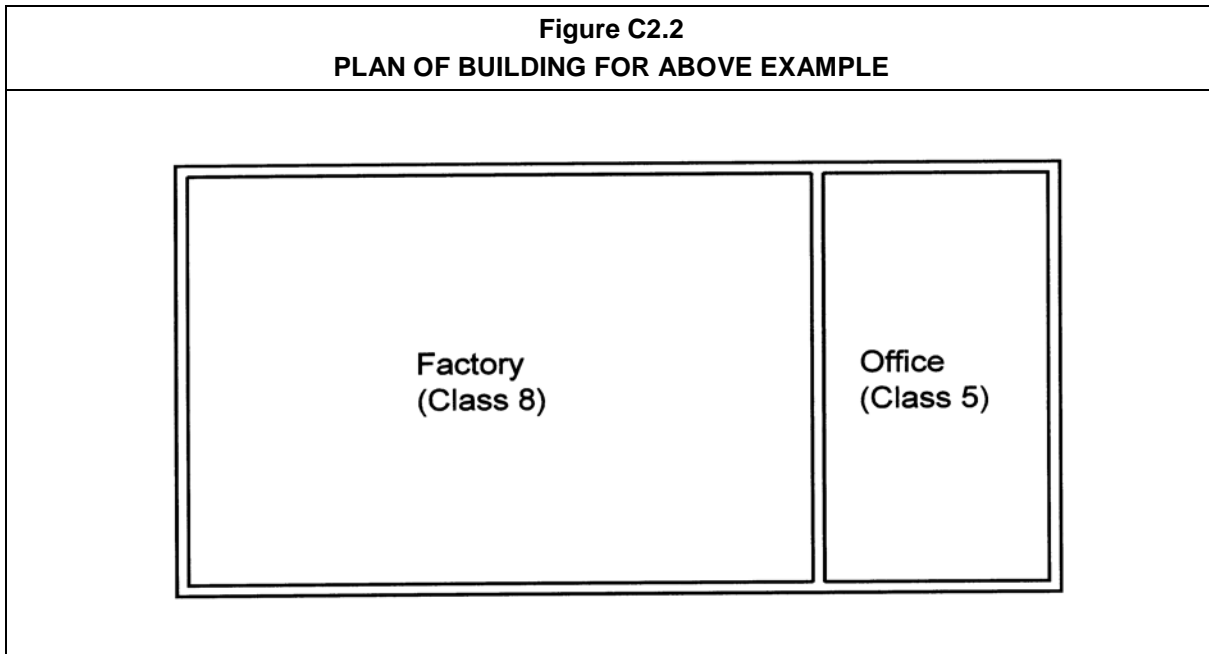 Figure C2.2
PLAN OF BUILDING FOR ABOVE EXAMPLE
Factory
(Class 8)
Office
(Class 5)